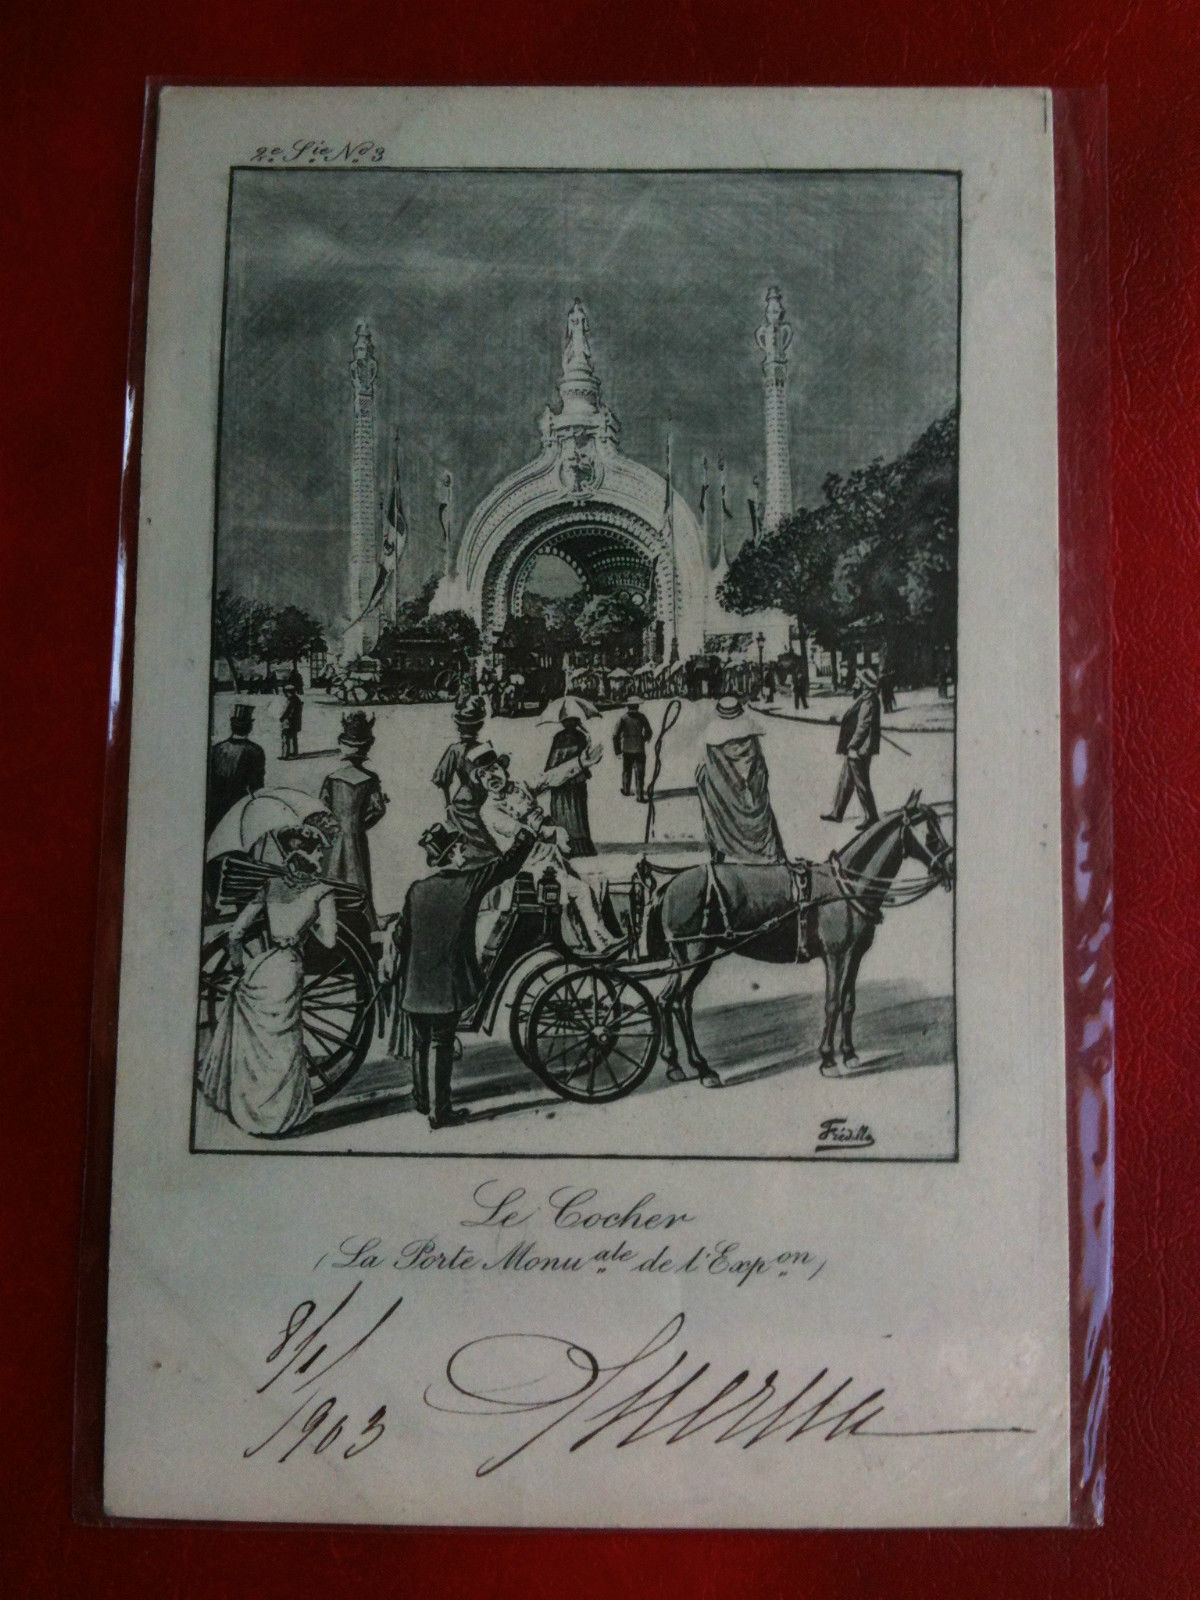 2e Sie No 3
Frédillo
Le Cocher
(La Porte Monuale de l'Expon)
8/1/
1903